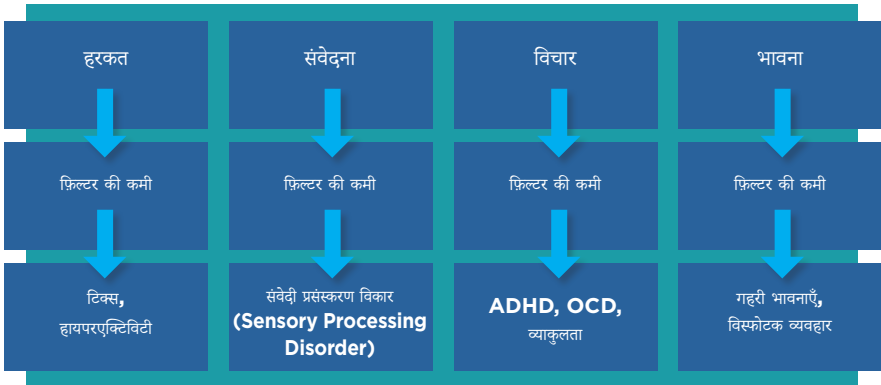 हरकत
संवेदना
विचार
भावना
फ़िल्टर की कमी
फ़िल्टर की कमी
फ़िल्टर की कमी
फ़िल्टर की कमी
टिक्स,
हायपरएक्टिविटी
संवेदी प्रसंस्करण विकार
(Sensory Processing
Disorder)
ADHD, OCD,
व्याकुलता
गहरी भावनाएँ,
विस्फोटक व्यवहार